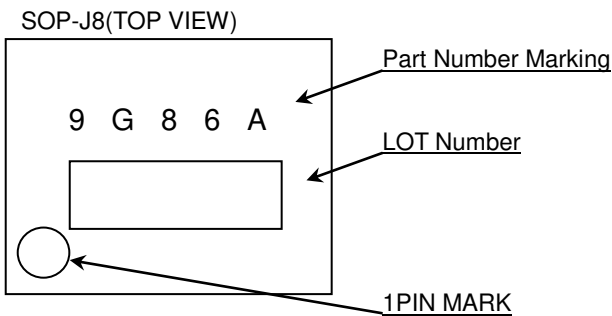 SOP-J8(TOP VIEW)
Part Number Marking
9 G 8 6 A
LOT Number
1PIN MARK